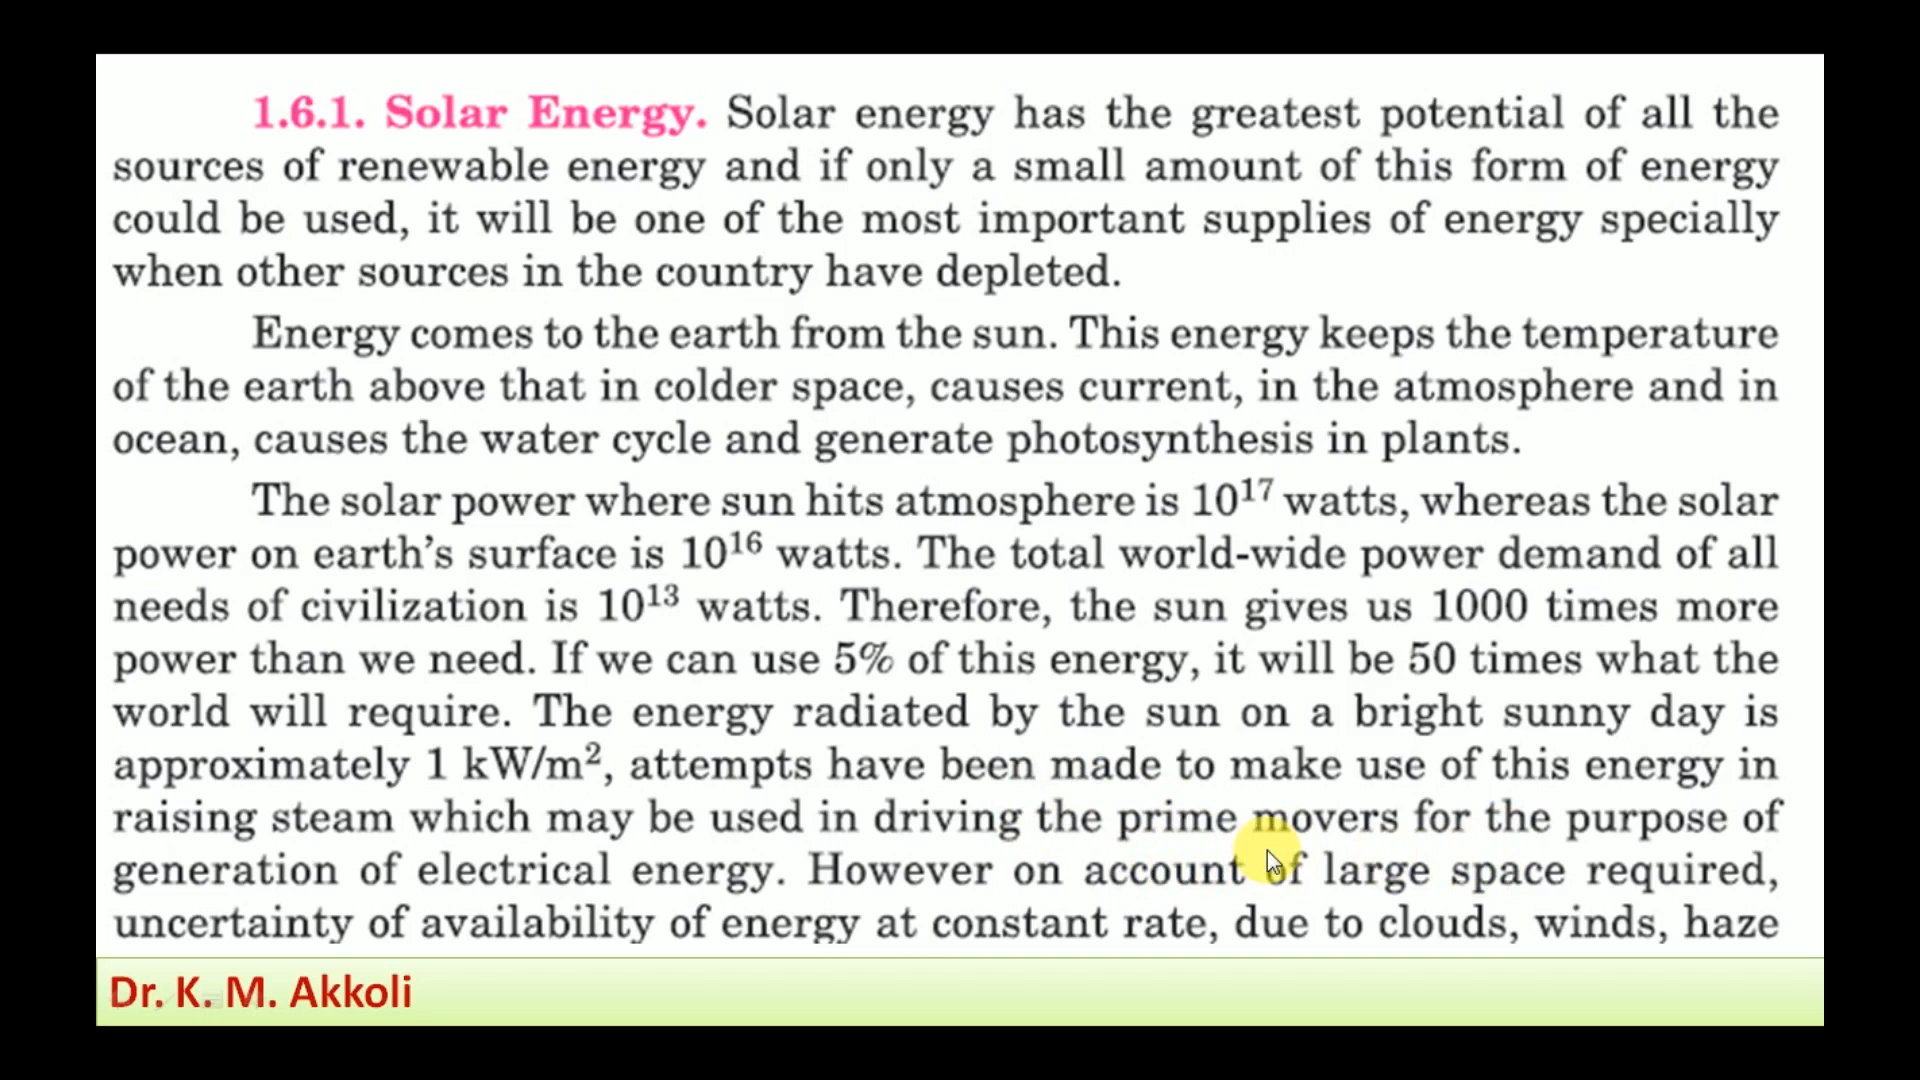 1.6.1. Solar Energy. Solar energy has the greatest potential of all the
sources of renewable energy and if only a small amount of this form of energy
could be used, it will be one of the most important supplies of energy specially
when other sources in the country have depleted.
Energy comes to the earth from the sun. This energy keeps the temperature
of the earth above that in colder space, causes current, in the atmosphere and in
ocean, causes the water cycle and generate photosynthesis in plants.
The solar power where sun hits atmosphere is 10¹⁷ watts, whereas the solar
power on earth’s surface is 10¹⁶ watts. The total world-wide power demand of all
needs of civilization is 10¹³ watts. Therefore, the sun gives us 1000 times more
power than we need. If we can use 5% of this energy, it will be 50 times what the
world will require. The energy radiated by the sun on a bright sunny day is
approximately 1 kW/m², attempts have been made to make use of this energy in
raising steam which may be used in driving the prime movers for the purpose of
generation of electrical energy. However on account of large space required,
uncertainty of availability of energy at constant rate, due to clouds, winds, haze
Dr. K. M. Akkoli